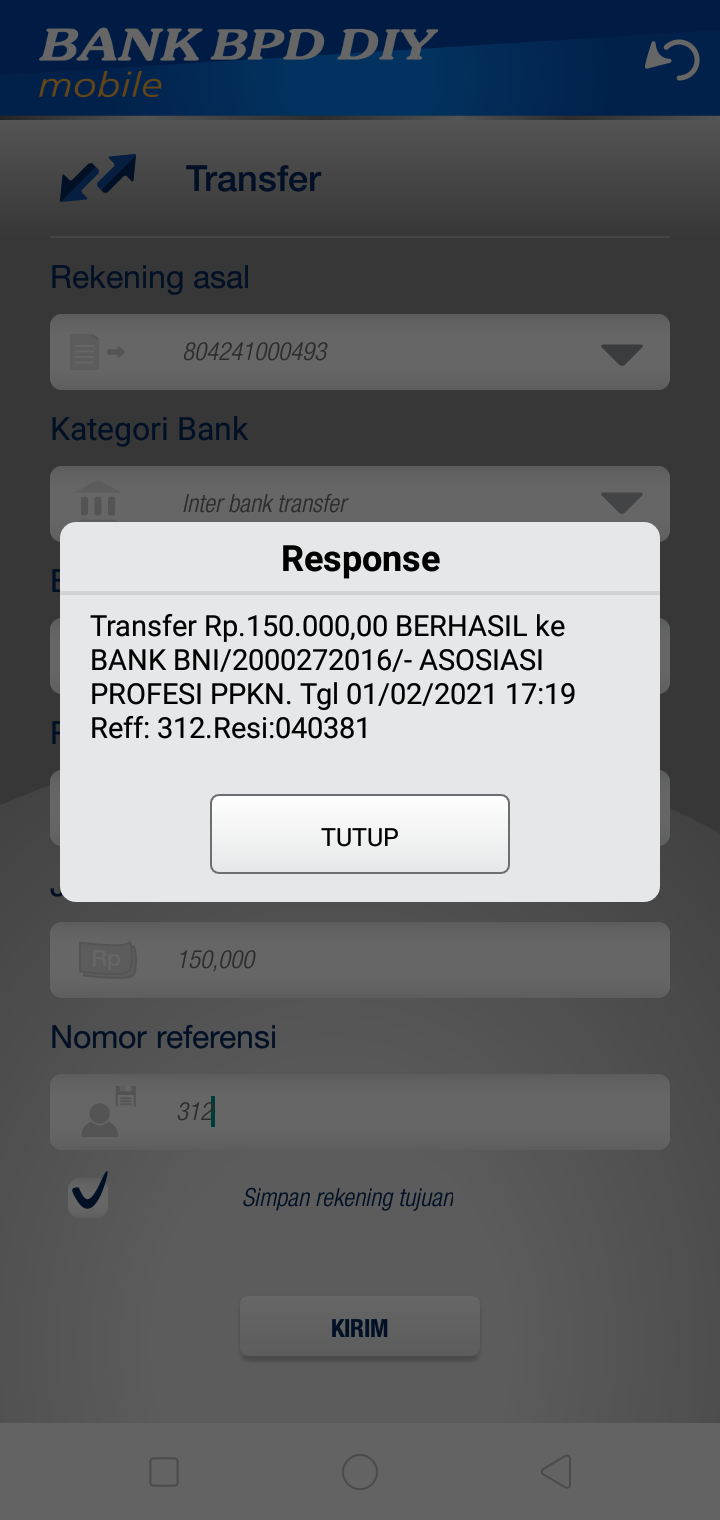 BANK BPD DIY
mobile
Transfer
Rekening asal
804241000493
Kategori Bank
Inter bank transfer
Response
Transfer Rp.150.000,00 BERHASIL ke
BANK BNI/2000272016/- ASOSIASI
PROFESI PPKN. Tgl 01/02/2021 17:19
Reff: 312.Resi:040381
TUTUP
Rp
150,000
Nomor referensi
312
Simpan rekening tujuan
KIRIM